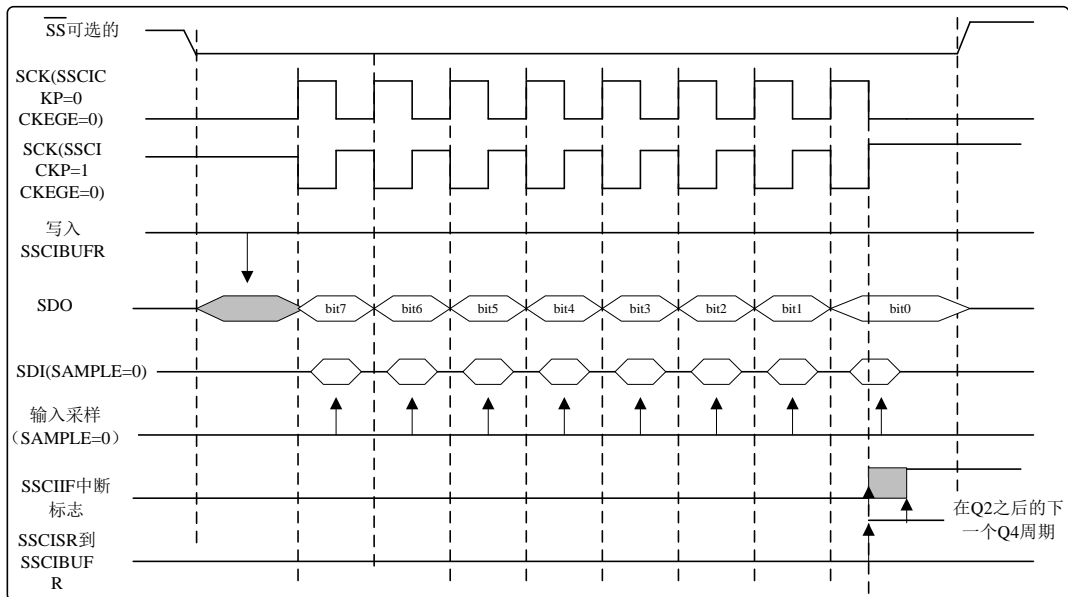 SS可选的
SCK(SSCIC
KP=0
CKEGE=0)
SCK(SSCI
CKP=1
CKEGE=0)
写入
SSCIBUFR
SDO
bit7 bit6 bit5 bit4 bit3 bit2 bit1 bit0
SDI(SAMPLE=0)
输入采样
（SAMPLE=0）
SSCIIF中断
标志
在Q2之后的下
一个Q4周期
SSCISR到
SSCIBUF
R